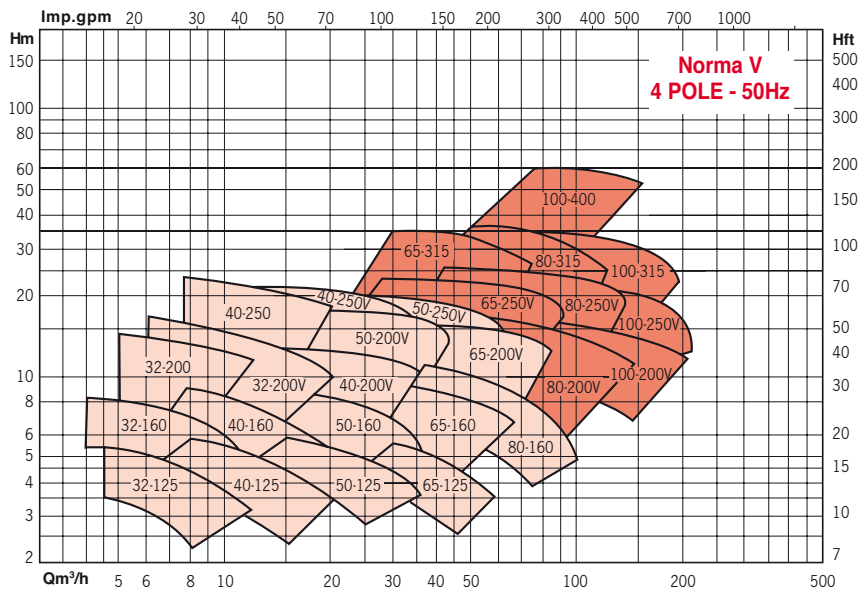 Imp.gpm 20 30 40 50 70 100 200 300 400 500 700 1000
Hm
Hft
150
100
80
60
50
40
30
20
10
8
6
5
4
3
2
500
400
300
200
150
100
70
50
40
30
20
15
10
7
Norma V
4 POLE - 50Hz
100-400
65-315
80-315
100-315
40-250
40-250V
50-250V
65-250V
80-250V
100-250V
50-200V
65-200V
32-200
32-200V
40-200V
80-200V
100-200V
32-160
40-160
50-160
65-160
80-160
32-125
40-125
50-125
65-125
Qm³/h 5 6 8 10 20 30 40 50 100 200 500